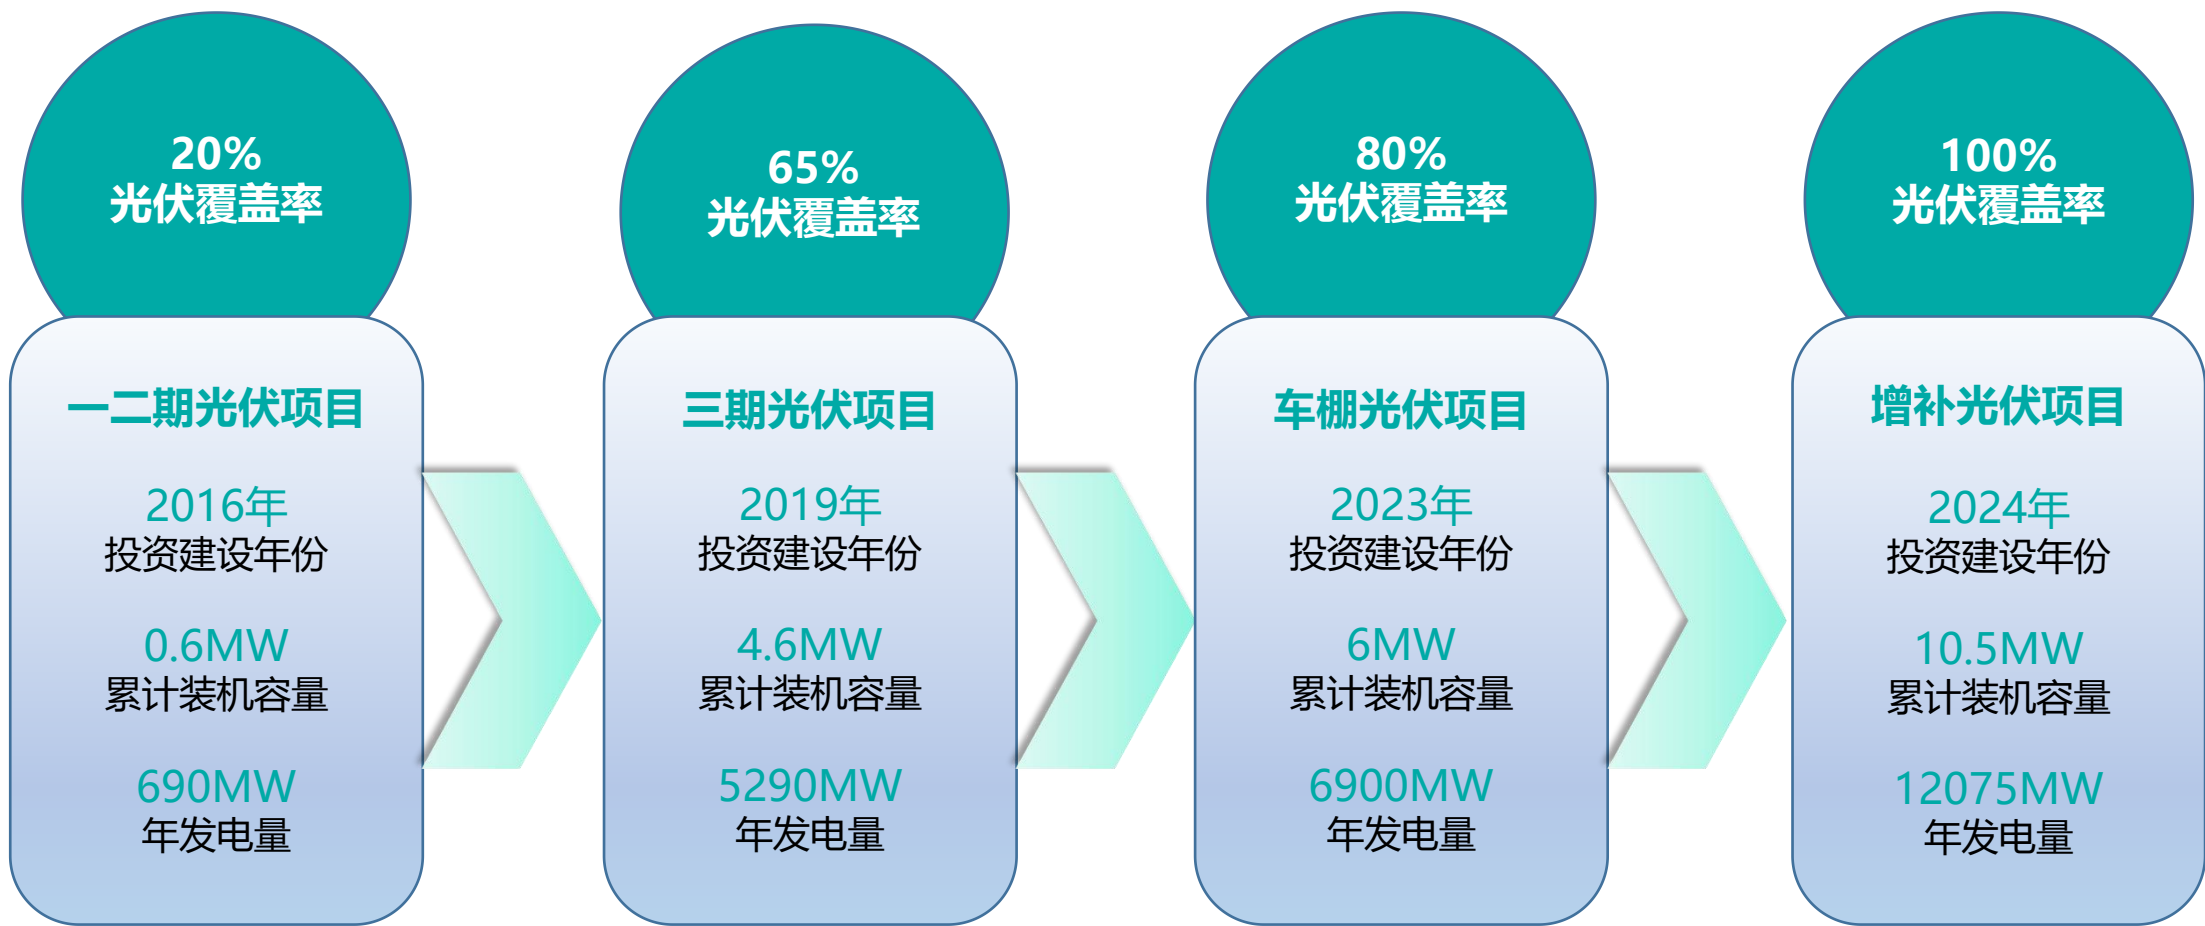 20%
光伏覆盖率
一二期光伏项目
2016年
投资建设年份
0.6MW
累计装机容量
690MW
年发电量
65%
光伏覆盖率
三期光伏项目
2019年
投资建设年份
4.6MW
累计装机容量
5290MW
年发电量
80%
光伏覆盖率
车棚光伏项目
2023年
投资建设年份
6MW
累计装机容量
6900MW
年发电量
100%
光伏覆盖率
增补光伏项目
2024年
投资建设年份
10.5MW
累计装机容量
12075MW
年发电量